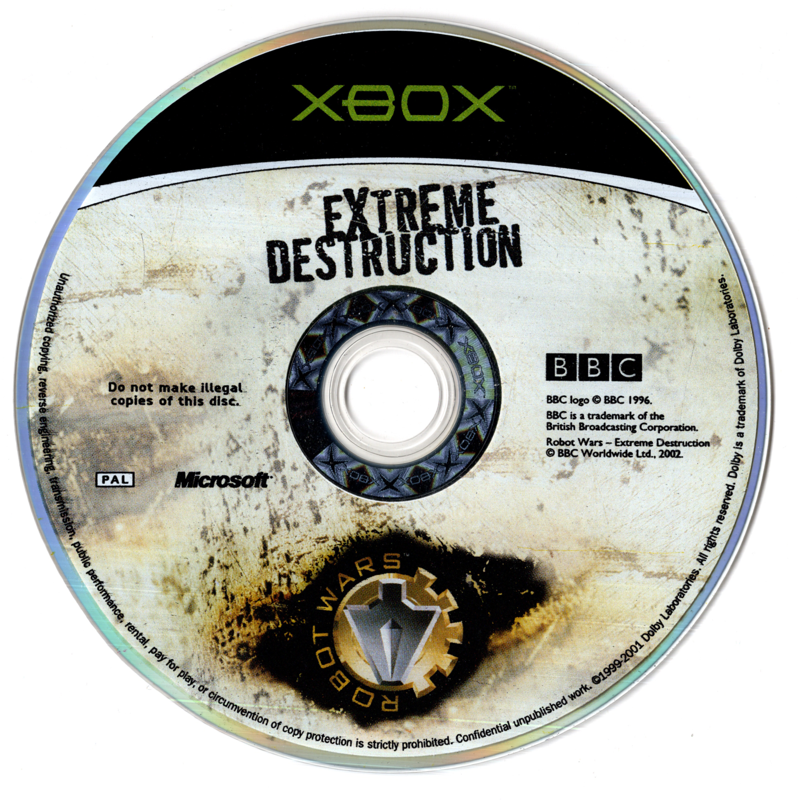 XBOX™
EXTREME
DESTRUCTION
Do not make illegal
copies of this disc.
PAL
Microsoft
BBC
BBC logo © BBC 1996.
BBC is a trademark of the
British Broadcasting Corporation.
Robot Wars – Extreme Destruction
© BBC Worldwide Ltd., 2002.
ROBOT WARS
Unauthorized copying, reverse engineering, transmission, public performance, rental, pay for play, or circumvention of copy protection is strictly prohibited. Confidential unpublished work. ©1999-2001 Dolby Laboratories. All rights reserved. Dolby is a trademark of Dolby Laboratories.